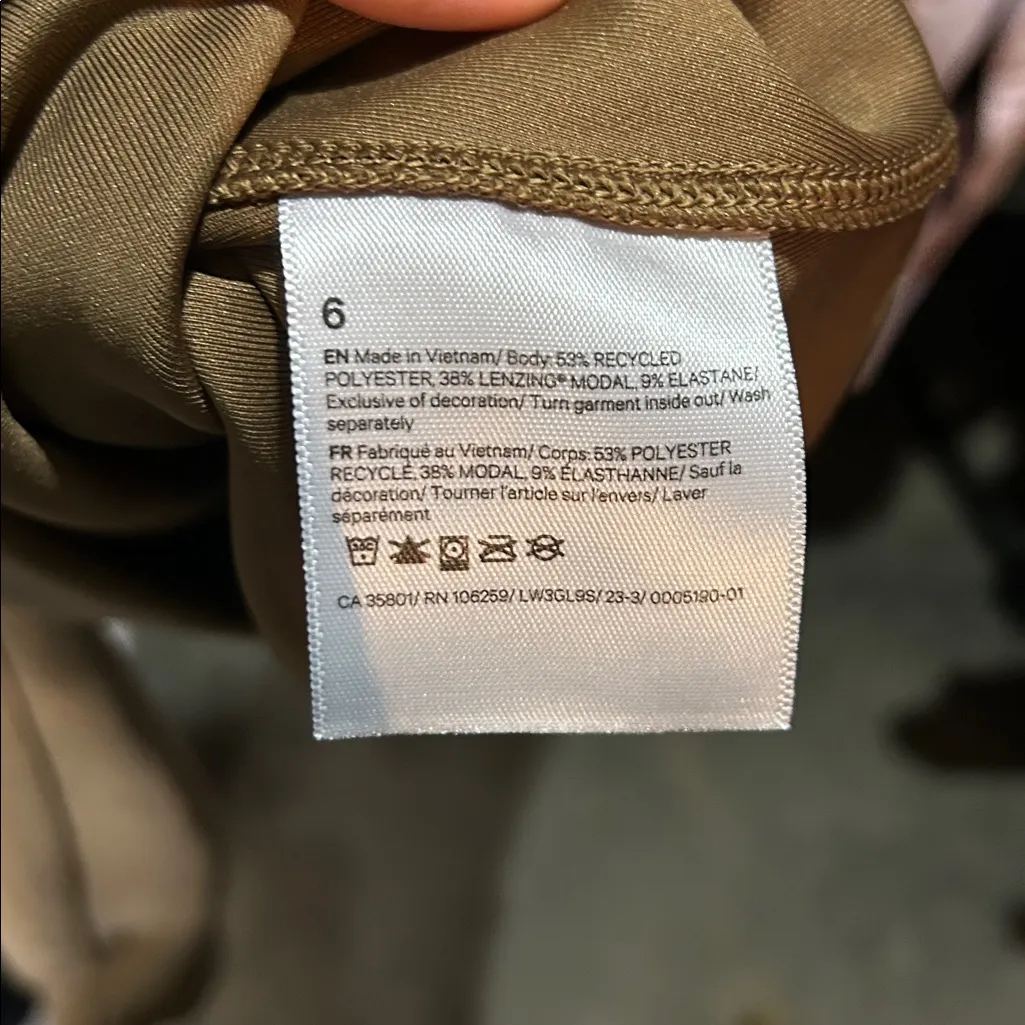 6
EN Made in Vietnam/ Body: 53% RECYCLED
POLYESTER, 38% LENZING® MODAL, 9% ELASTANE/
Exclusive of decoration/ Turn garment inside out/ Wash
separately
FR Fabriqué au Vietnam/ Corps: 53% POLYESTER
RECYCLÉ, 38% MODAL, 9% ÉLASTHANNE/ Sauf la
décoration/ Tourner l'article sur l'envers/ Laver
séparément
CA 35801/ RN 106259/ LW3GL9S/ 23-3/ 0005190-01